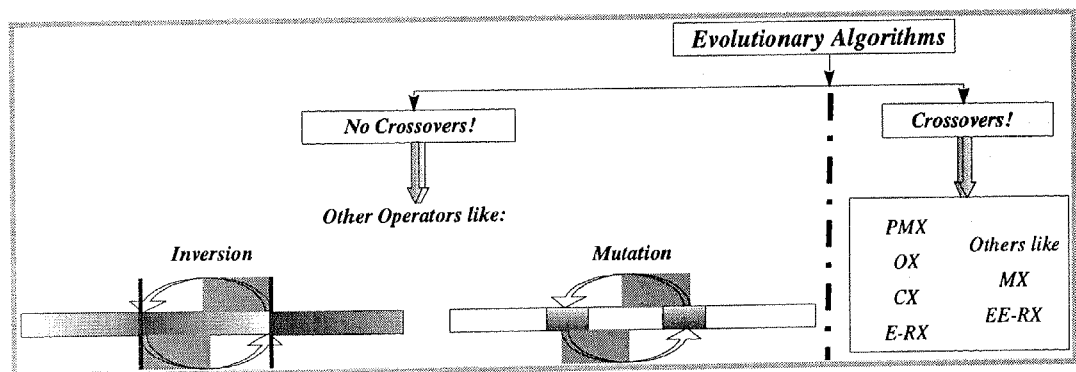 Evolutionary Algorithms
No Crossovers!
Crossovers!
Other Operators like:
Inversion
Mutation
PMX
OX
CX
E-RX
Others like
MX
EE-RX